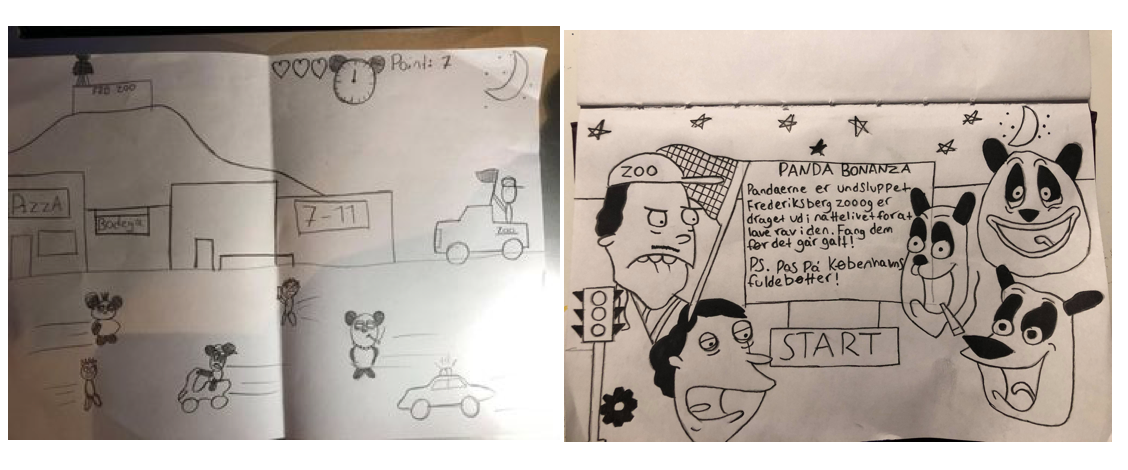 FRB ZOO
Point: 7
PIZZA
Bodega
7-11
ZOO
ZOO
PANDA BONANZA
Pandaerne er undsluppet
Frederiksberg zooog er
draget ud i nattelivet for at
lave rav i den. Fang dem
før det går galt!
PS. Pas På Københavns
fuldebøtter!
START